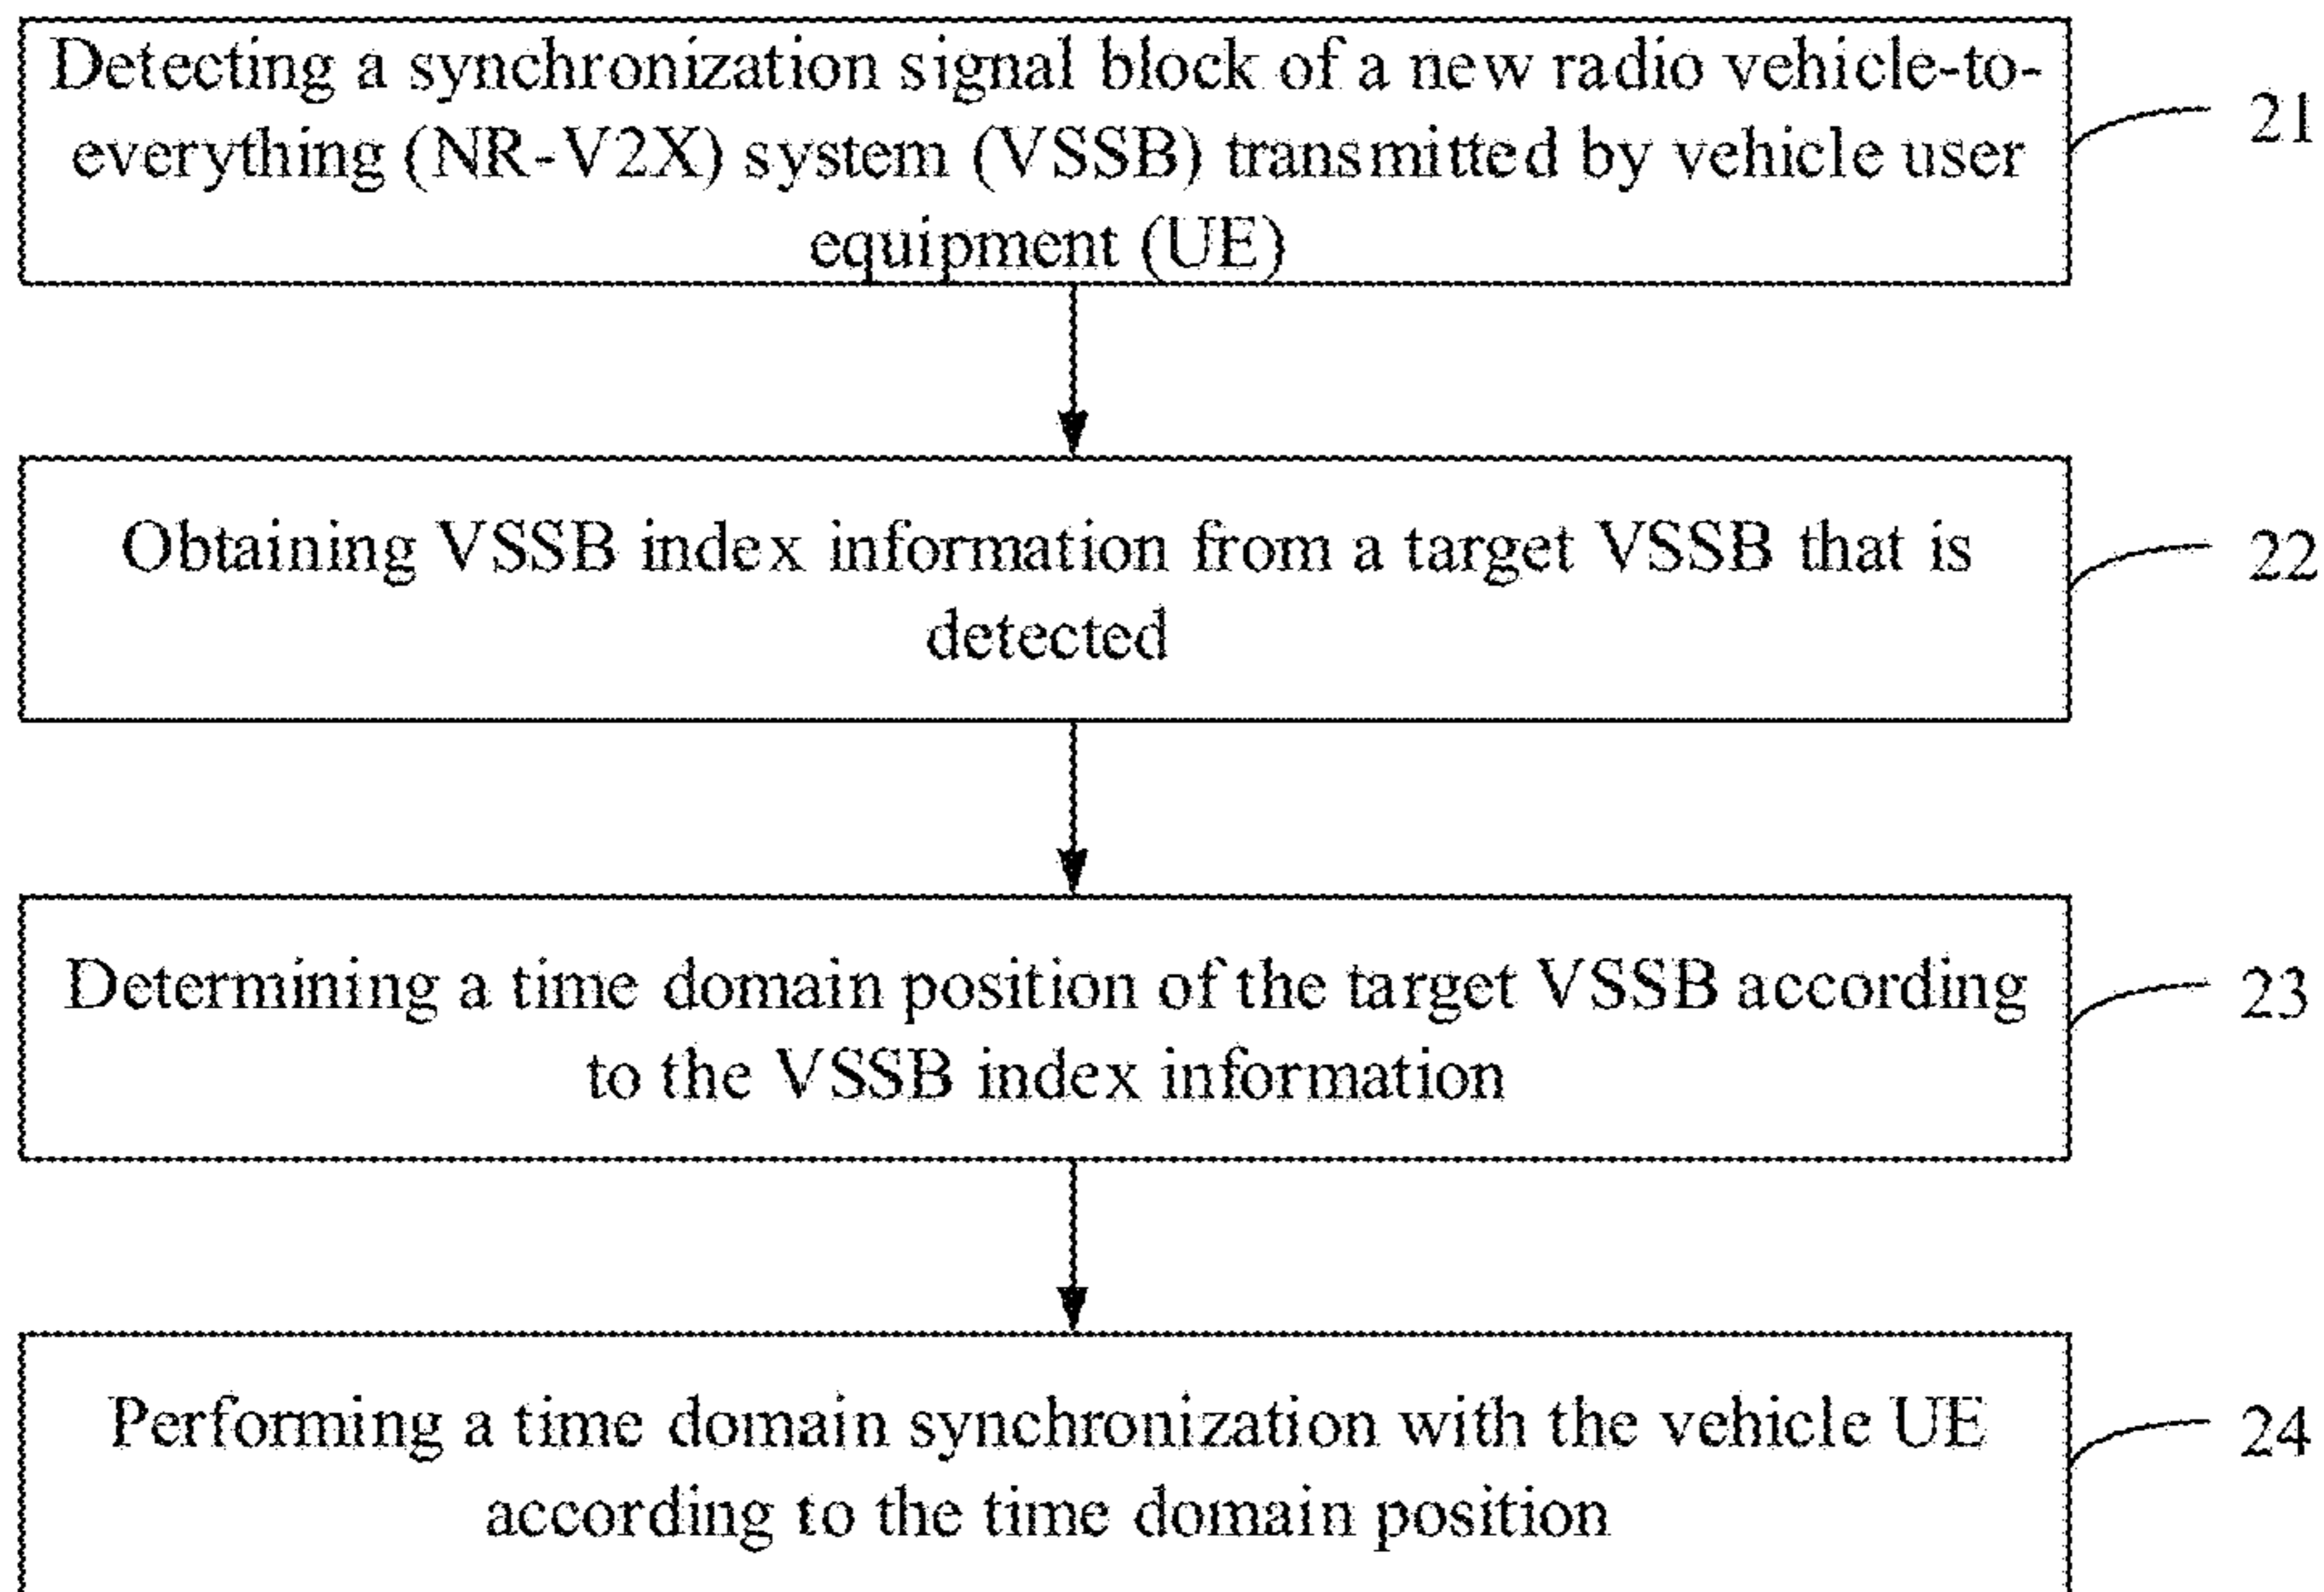 Detecting a synchronization signal block of a new radio vehicle-to-
everything (NR-V2X) system (VSSB) transmitted by vehicle user
equipment (UE)
21
Obtaining VSSB index information from a target VSSB that is
detected
22
Determining a time domain position of the target VSSB according
to the VSSB index information
23
Performing a time domain synchronization with the vehicle UE
according to the time domain position
24